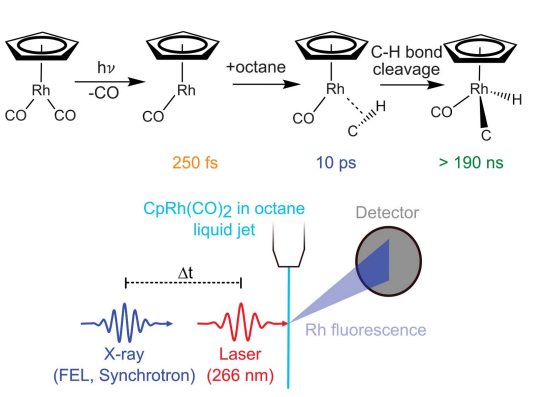 hν
-CO
Rh
CO
CO
Rh
CO
+octane
Rh
CO
C
H
C-H bond
cleavage
Rh
CO
H
C
250 fs
10 ps
> 190 ns
CpRh(CO)2 in octane
liquid jet
Detector
Δt
Rh fluorescence
X-ray
(FEL, Synchrotron)
Laser
(266 nm)